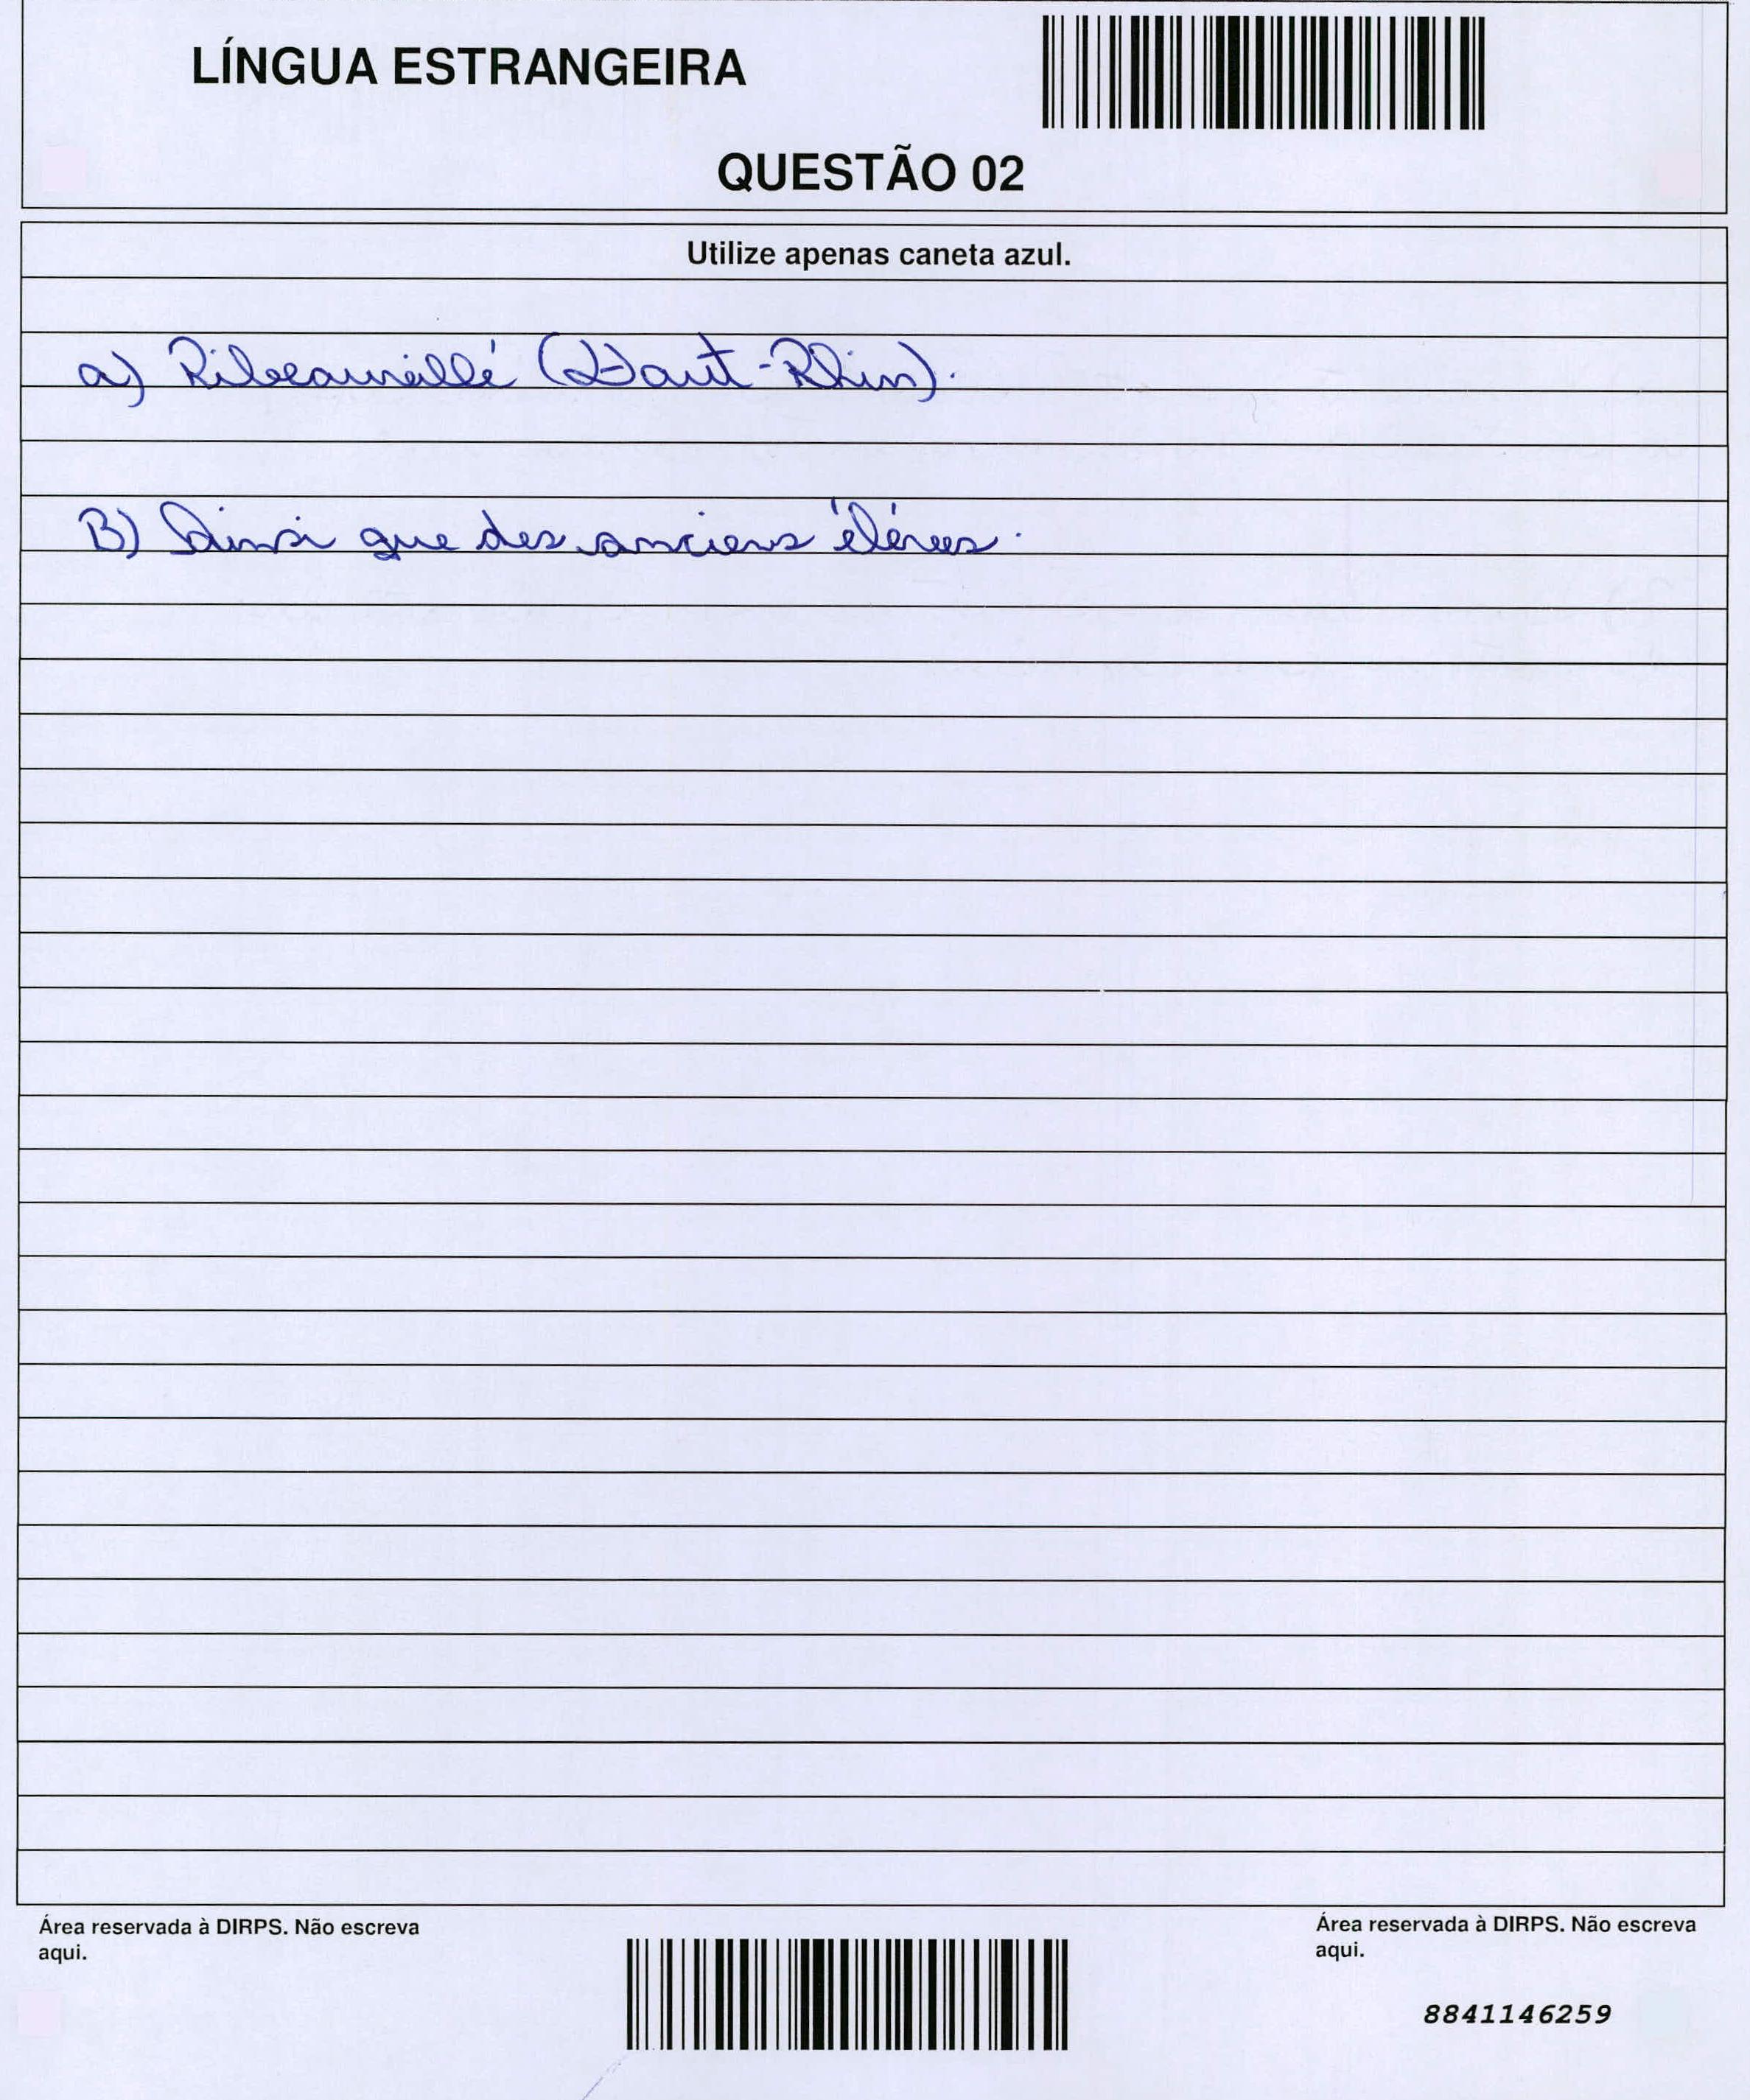 LÍNGUA ESTRANGEIRA
QUESTÃO 02
Utilize apenas caneta azul.
a) Ribeauvillé (Haut-Rhin).
B) Ainsi que des anciens élèves.
Área reservada à DIRPS. Não escreva
aqui.
Área reservada à DIRPS. Não escreva
aqui.
8841146259